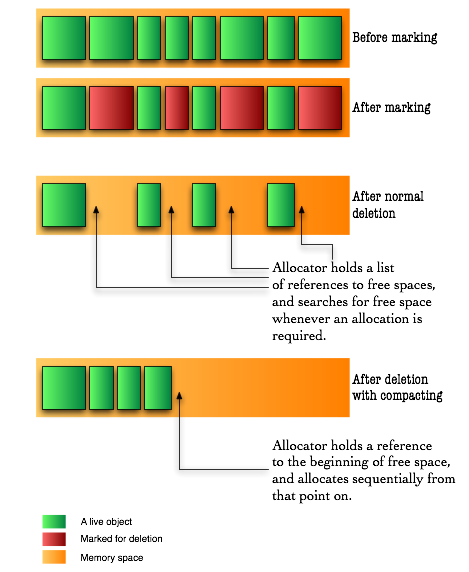 Before marking
After marking
After normal
deletion
Allocator holds a list
of references to free spaces,
and searches for free space
whenever an allocation is
required.
After deletion
with compacting
Allocator holds a reference
to the beginning of free space,
and allocates sequentially from
that point on.
A live object
Marked for deletion
Memory space